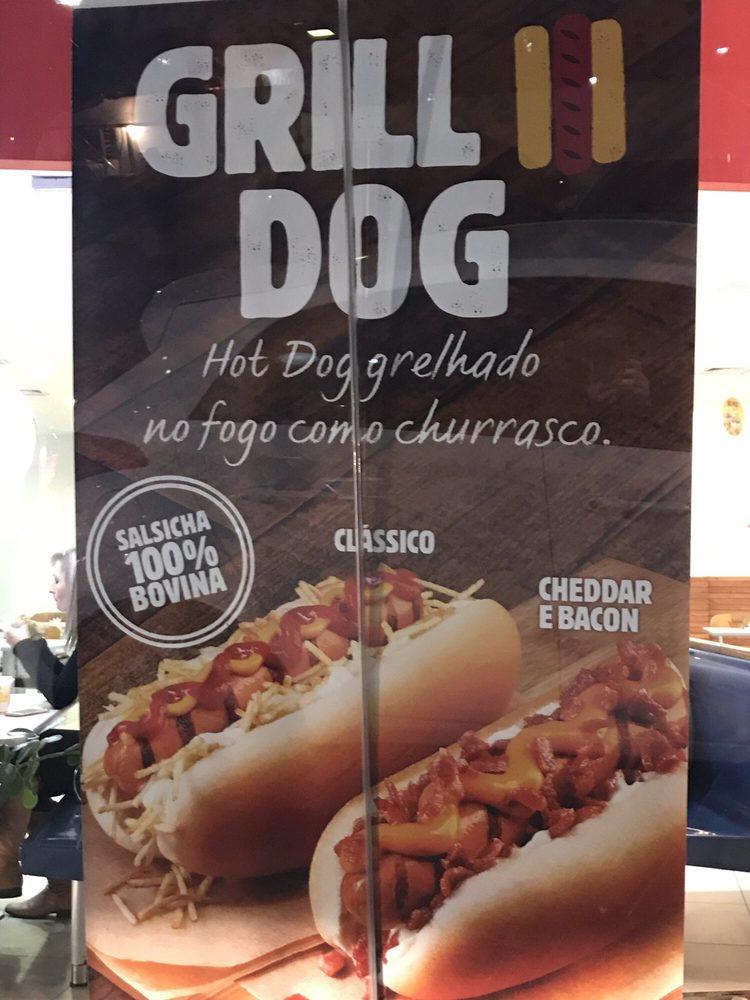 GRILL
DOG
Hot Dog grelhado
no fogo como churrasco.
SALSICHA
100%
BOVINA
CLÁSSICO
CHEDDAR
E BACON